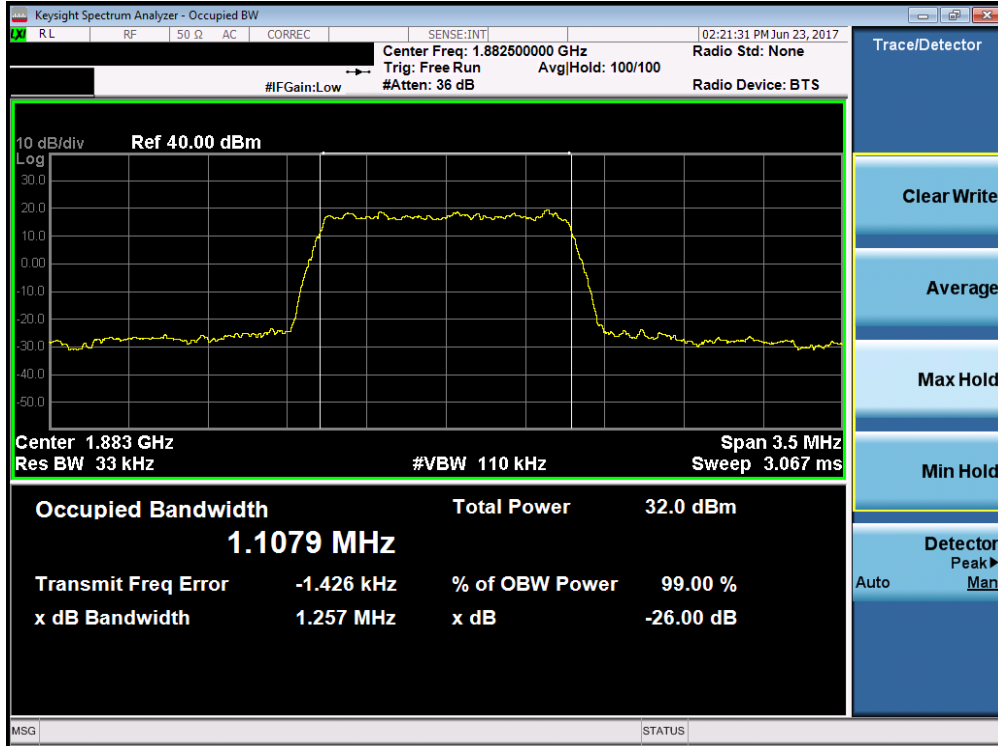 Keysight Spectrum Analyzer - Occupied BW
LXI RL RF 50 Ω AC CORREC SENSE:INT 02:21:31 PM Jun 23, 2017
Center Freq: 1.882500000 GHz Radio Std: None
Trig: Free Run Avg|Hold: 100/100
#IFGain:Low #Atten: 36 dB Radio Device: BTS
10 dB/div Ref 40.00 dBm
Log
30.0
20.0
10.0
0.00
-10.0
-20.0
-30.0
-40.0
-50.0
Center 1.883 GHz Span 3.5 MHz
Res BW 33 kHz #VBW 110 kHz Sweep 3.067 ms
Occupied Bandwidth Total Power 32.0 dBm
1.1079 MHz
Transmit Freq Error -1.426 kHz % of OBW Power 99.00 %
x dB Bandwidth 1.257 MHz x dB -26.00 dB
MSG STATUS
Trace/Detector
Clear Write
Average
Max Hold
Min Hold
Detector
Peak▶
Auto Man